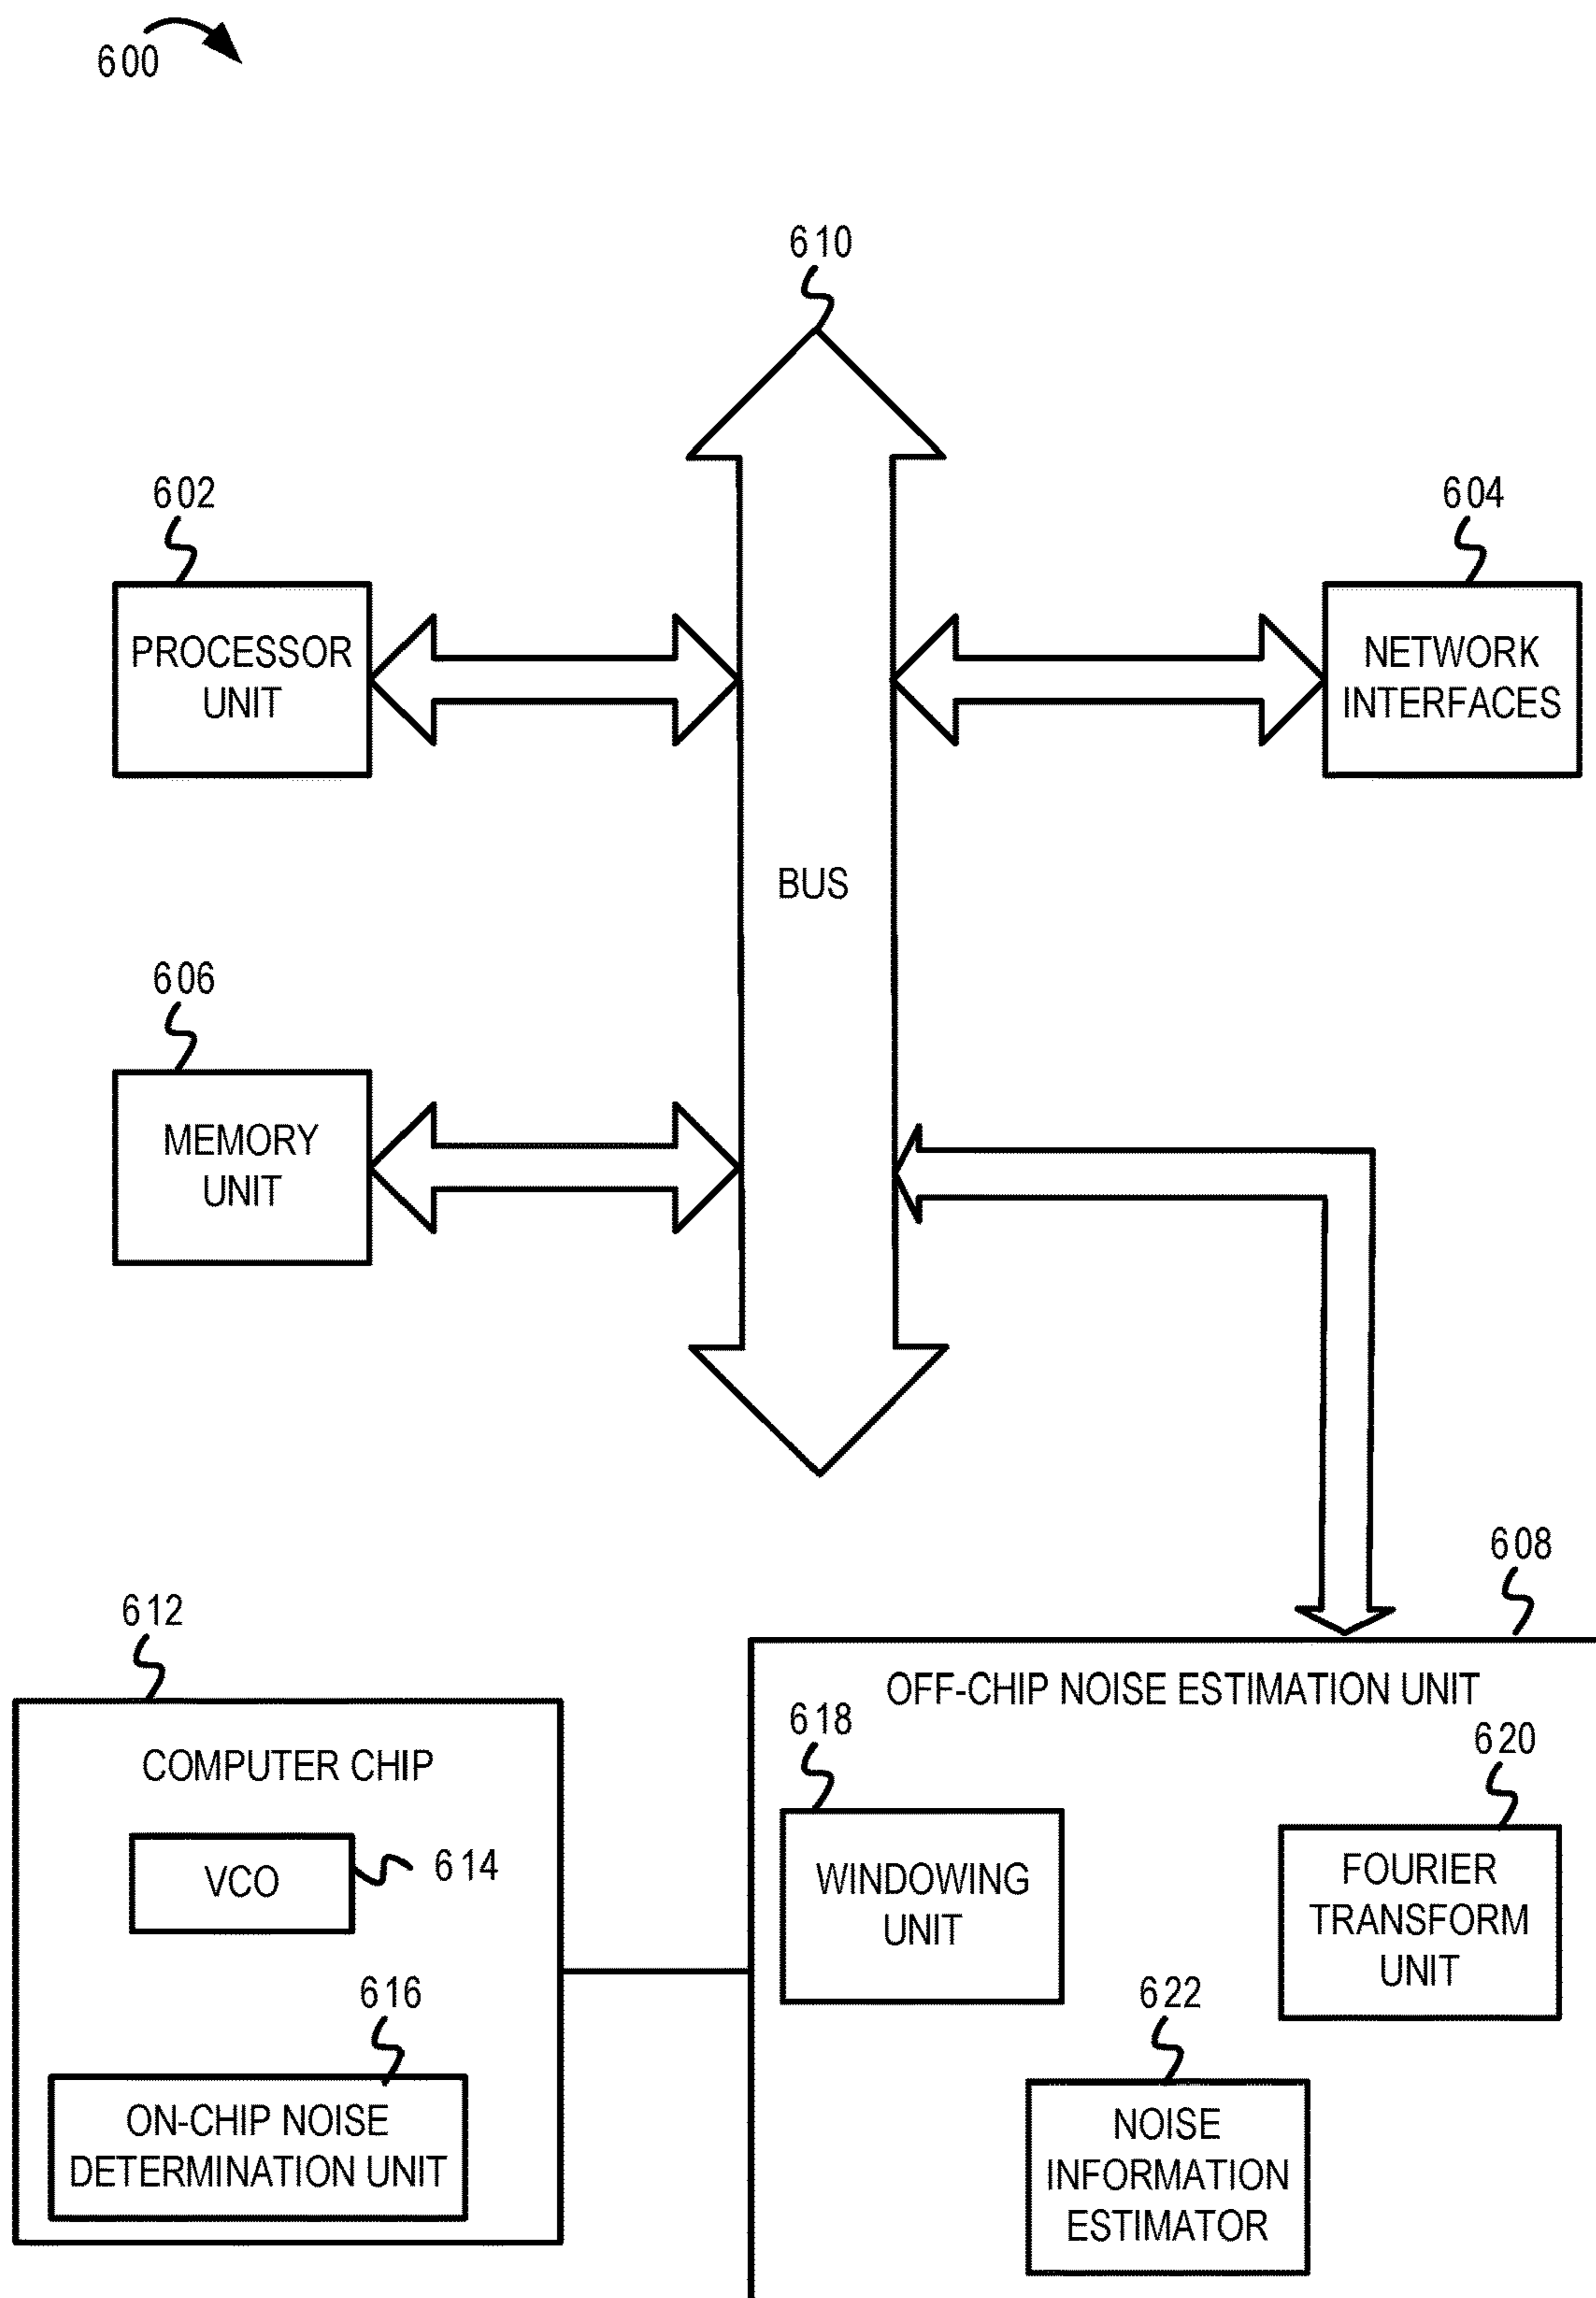 600
610
602
604
PROCESSOR
UNIT
NETWORK
INTERFACES
BUS
606
MEMORY
UNIT
608
612
OFF-CHIP NOISE ESTIMATION UNIT
618
620
COMPUTER CHIP
VCO
614
WINDOWING
UNIT
FOURIER
TRANSFORM
UNIT
616
622
ON-CHIP NOISE
DETERMINATION UNIT
NOISE
INFORMATION
ESTIMATOR